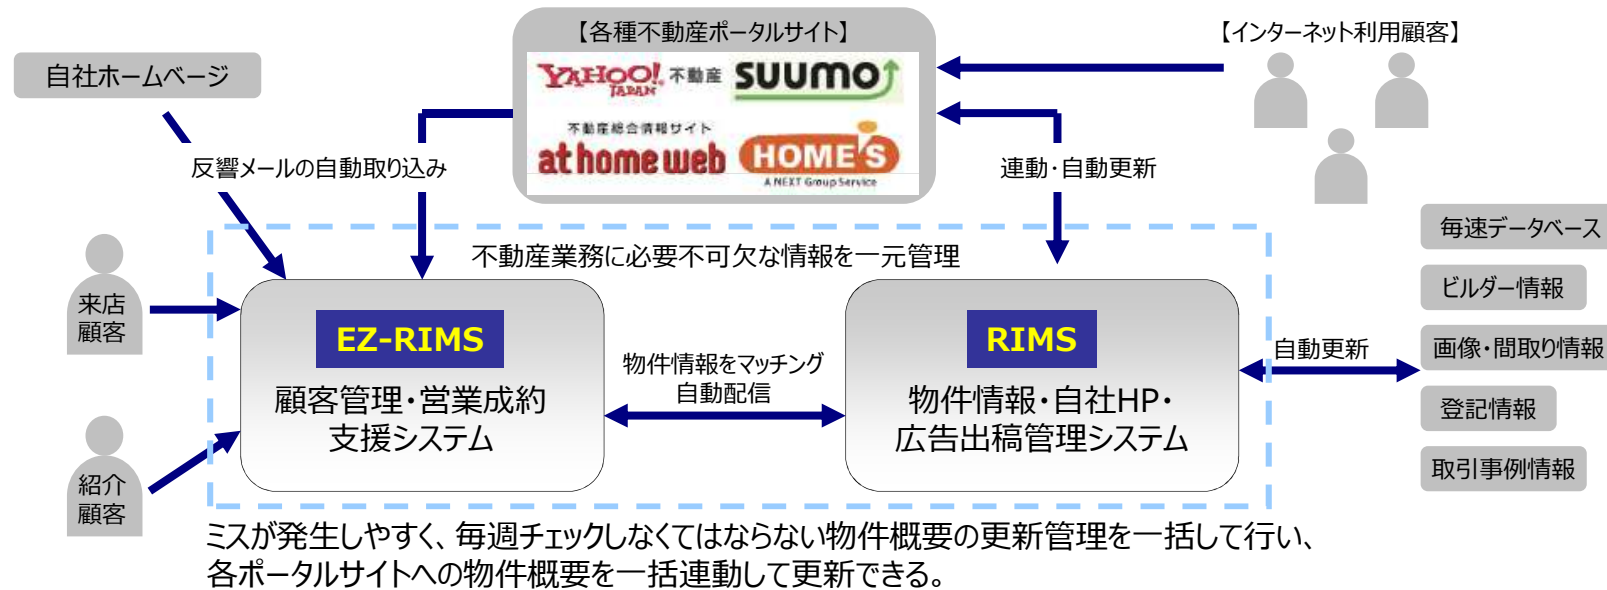 【各種不動産ポータルサイト】
【インターネット利用顧客】
自社ホームページ
YAHOO! 不動産
JAPAN
SUUMO
不動産総合情報サイト
at home web
HOME'S
A NEXT Group Service
反響メールの自動取り込み
連動・自動更新
不動産業務に必要不可欠な情報を一元管理
来店
顧客
紹介
顧客
EZ-RIMS
顧客管理・営業成約
支援システム
物件情報をマッチング
自動配信
RIMS
物件情報・自社HP・
広告出稿管理システム
自動更新
毎速データベース
ビルダー情報
画像・間取り情報
登記情報
取引事例情報
ミスが発生しやすく、毎週チェックしなくてはならない物件概要の更新管理を一括して行い、
各ポータルサイトへの物件概要を一括連動して更新できる。